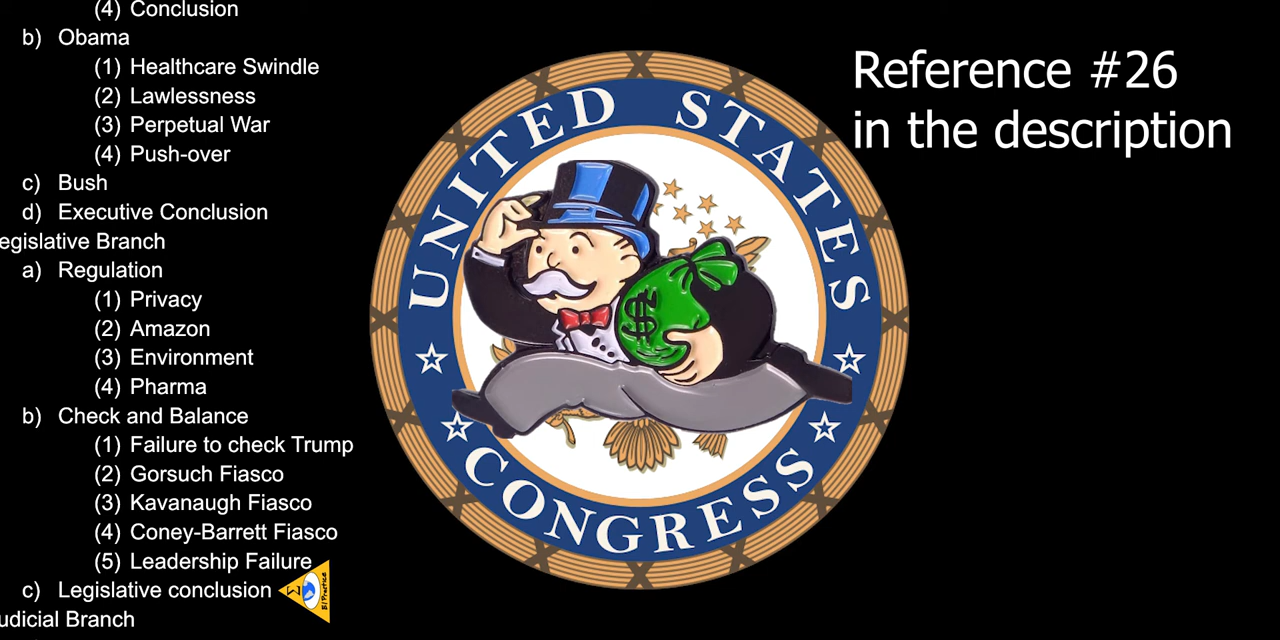 (4) Conclusion
b) Obama
(1) Healthcare Swindle
(2) Lawlessness
(3) Perpetual War
(4) Push-over
c) Bush
d) Executive Conclusion
egislative Branch
a) Regulation
(1) Privacy
(2) Amazon
(3) Environment
(4) Pharma
b) Check and Balance
(1) Failure to check Trump
(2) Gorsuch Fiasco
(3) Kavanaugh Fiasco
(4) Coney-Barrett Fiasco
(5) Leadership Failure
c) Legislative conclusion
udicial Branch
UNITED STATES
CONGRESS
$
Reference #26
in the description